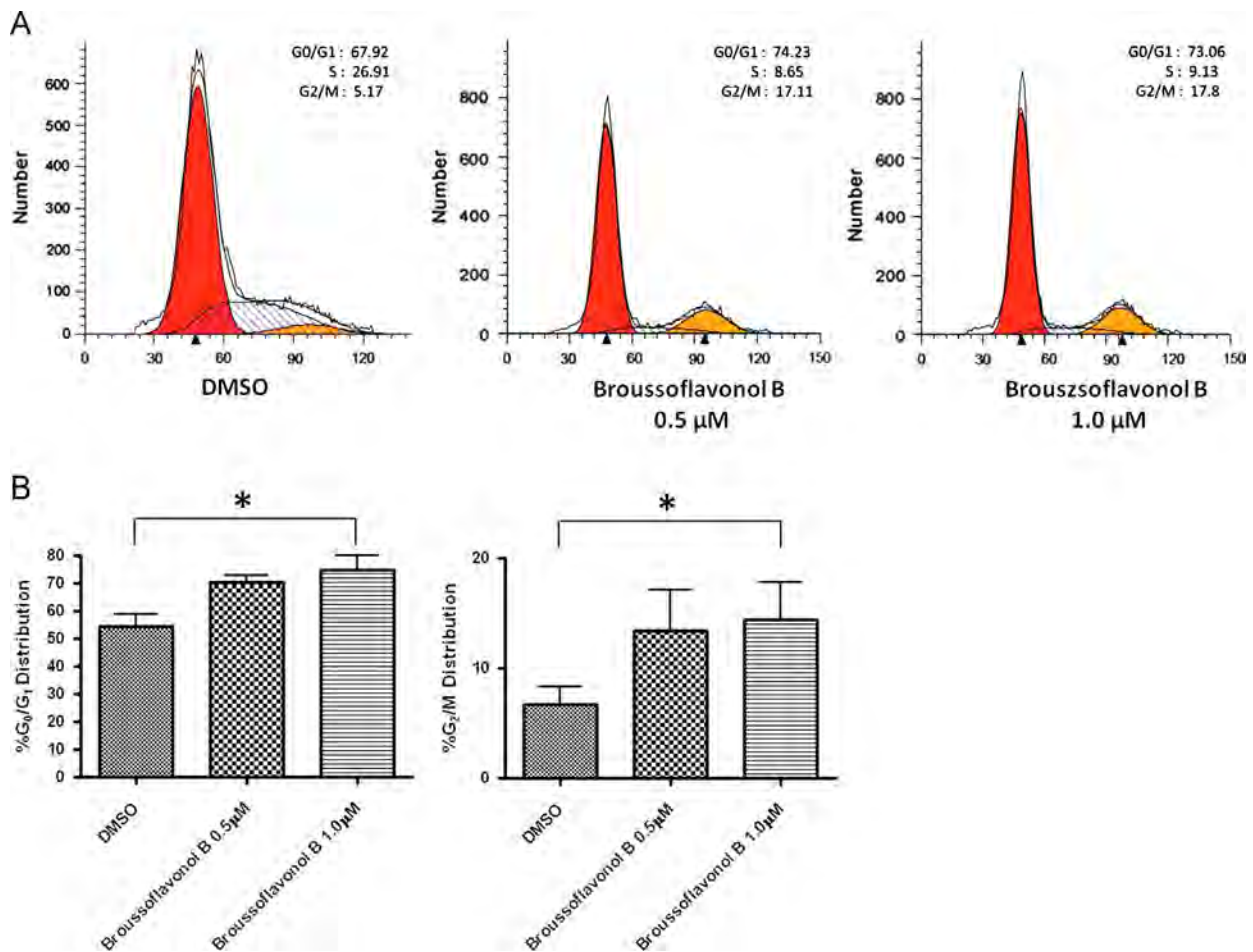 A
G0/G1 : 67.92
S : 26.91
G2/M : 5.17
Number
600
500
400
300
200
100
0
0 30 60 90 120
DMSO
G0/G1 : 74.23
S : 8.65
G2/M : 17.11
Number
800
600
400
200
0
0 30 60 90 120 150
Broussoflavonol B
0.5 μM
G0/G1 : 73.06
S : 9.13
G2/M : 17.8
Number
800
600
400
200
0
0 30 60 90 120 150
Brouszsoflavonol B
1.0 μM
B
*
%G₀/G₁ Distribution
80
70
60
50
40
30
20
10
0
DMSO
Broussoflavonol B 0.5μM
Broussoflavonol B 1.0μM
*
%G₂/M Distribution
20
10
0
DMSO
Broussoflavonol B 0.5μM
Broussoflavonol B 1.0μM